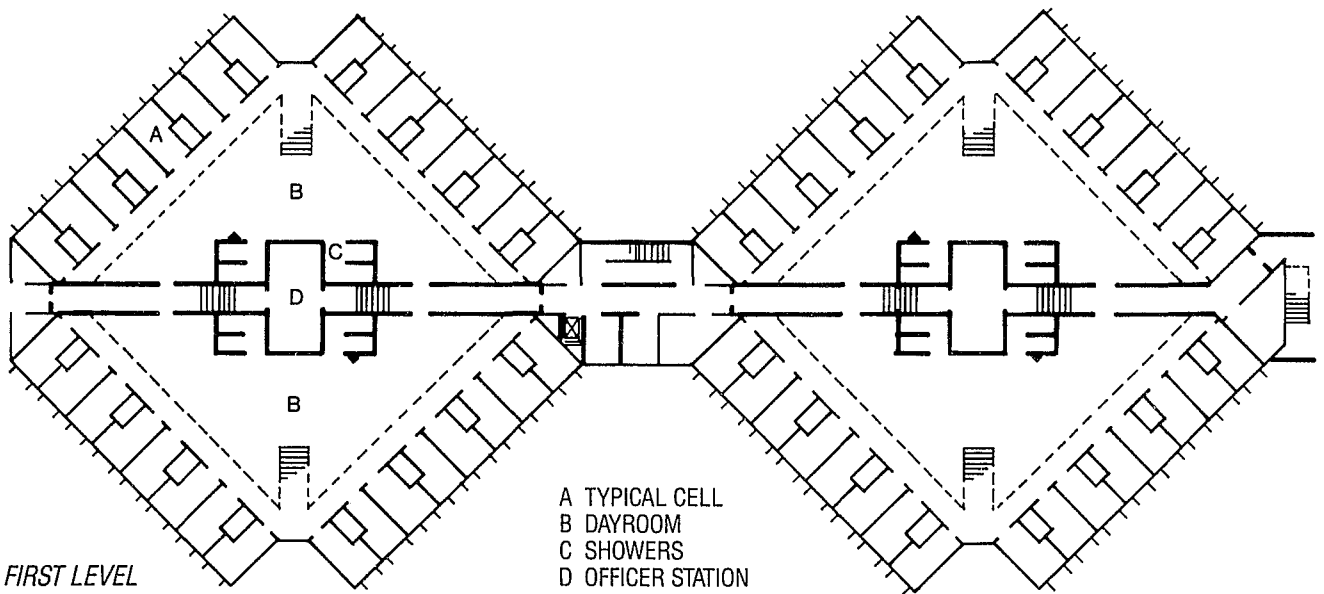 A
B
C
D
B
A TYPICAL CELL
B DAYROOM
C SHOWERS
D OFFICER STATION
FIRST LEVEL